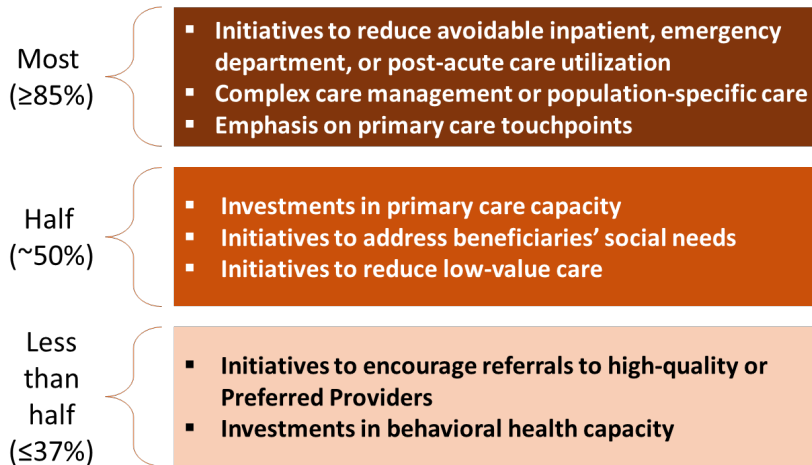 Most
(≥85%)
▪ Initiatives to reduce avoidable inpatient, emergency
department, or post-acute care utilization
▪ Complex care management or population-specific care
▪ Emphasis on primary care touchpoints
Half
(~50%)
▪ Investments in primary care capacity
▪ Initiatives to address beneficiaries’ social needs
▪ Initiatives to reduce low-value care
Less
than
half
(≤37%)
▪ Initiatives to encourage referrals to high-quality or
Preferred Providers
▪ Investments in behavioral health capacity